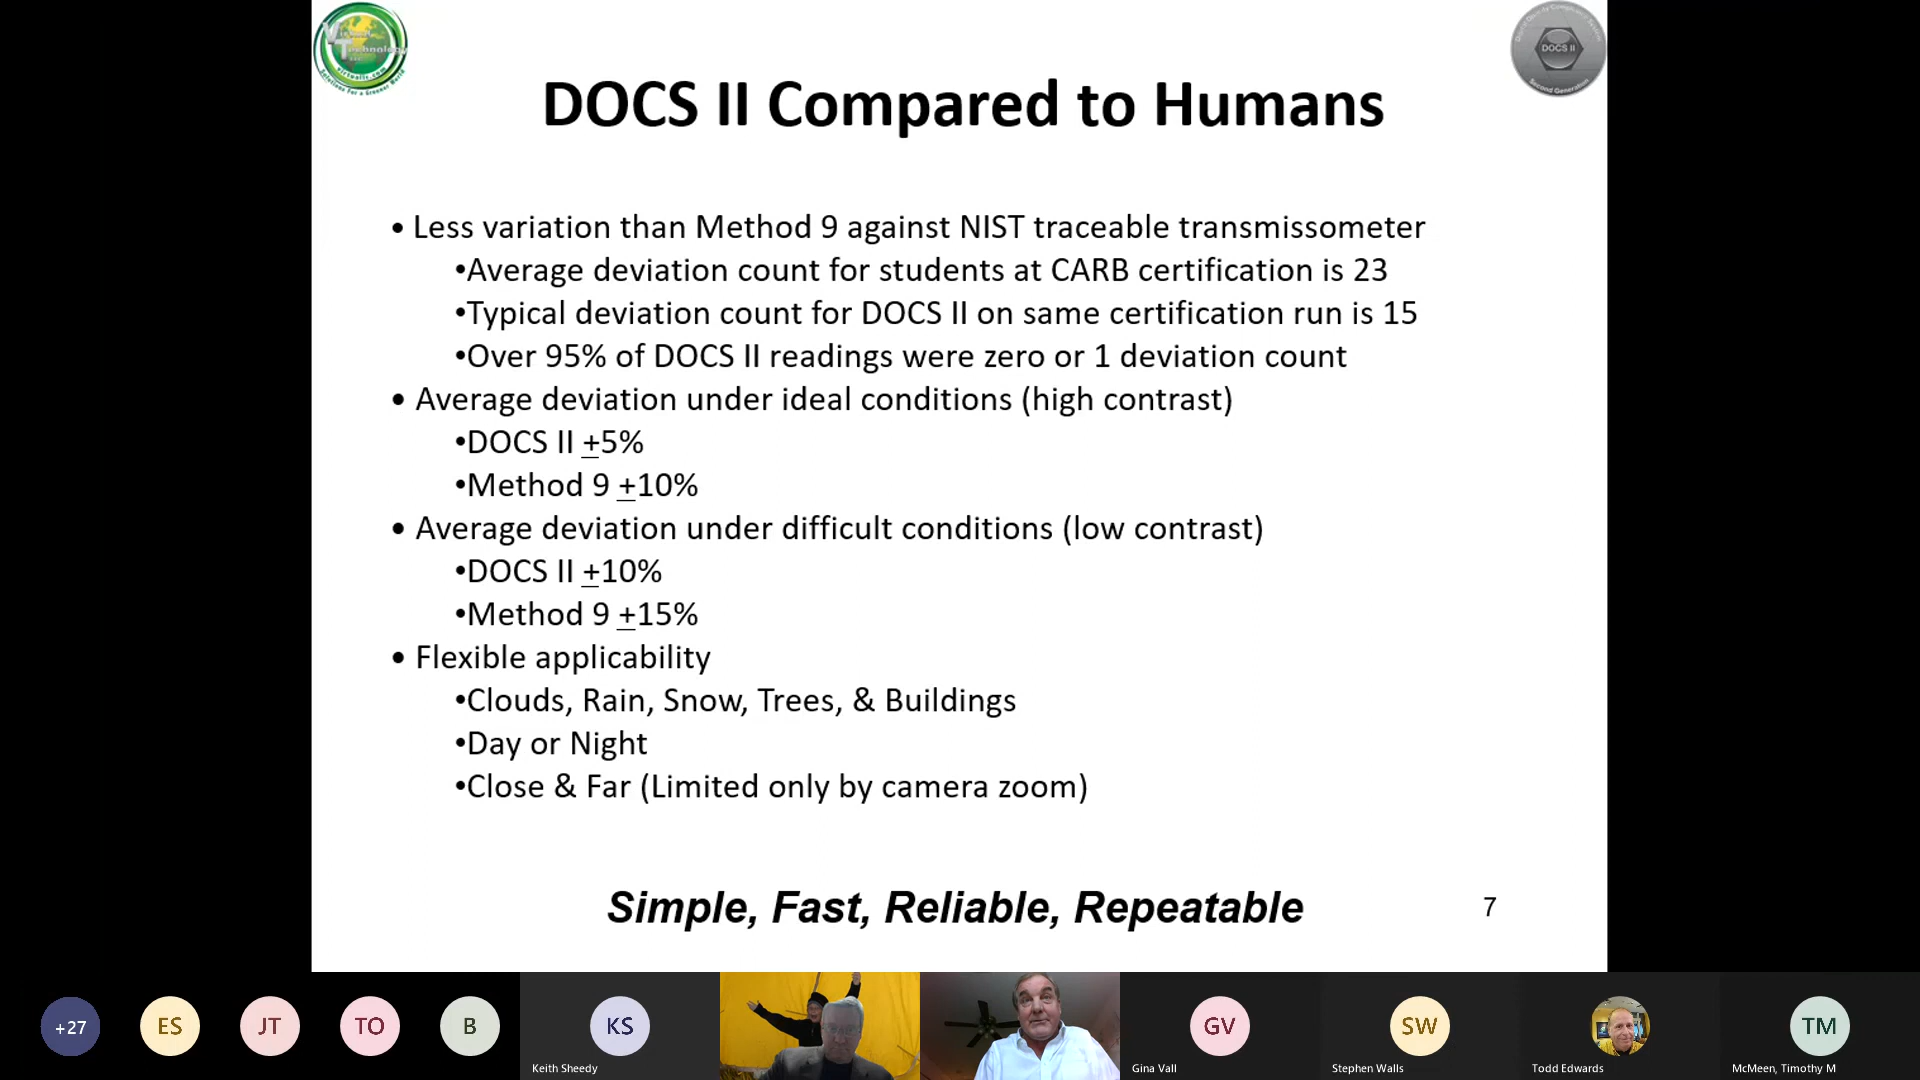 DOCS II
Second Generation
DOCS II Compared to Humans
• Less variation than Method 9 against NIST traceable transmissometer
•Average deviation count for students at CARB certification is 23
•Typical deviation count for DOCS II on same certification run is 15
•Over 95% of DOCS II readings were zero or 1 deviation count
• Average deviation under ideal conditions (high contrast)
•DOCS II +5%
•Method 9 +10%
• Average deviation under difficult conditions (low contrast)
•DOCS II +10%
•Method 9 +15%
• Flexible applicability
•Clouds, Rain, Snow, Trees, & Buildings
•Day or Night
•Close & Far (Limited only by camera zoom)
Simple, Fast, Reliable, Repeatable
7
+27
ES
JT
TO
B
KS
GV
SW
TM
Keith Sheedy
Gina Vall
Stephen Walls
Todd Edwards
McMeen, Timothy M